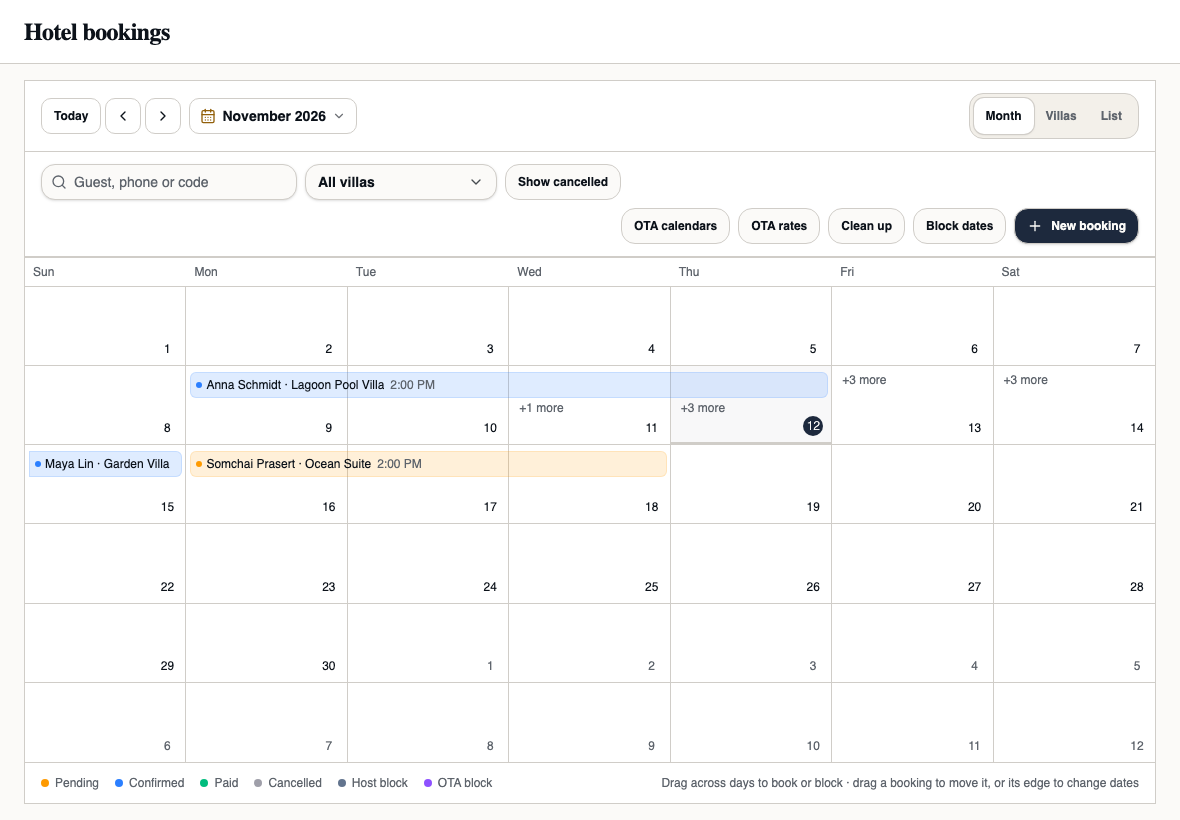 Hotel bookings
Today
November 2026
Month Villas List
Guest, phone or code
All villas
Show cancelled
OTA calendars
OTA rates
Clean up
Block dates
+ New booking
Sun Mon Tue Wed Thu Fri Sat
1 2 3 4 5 6 7
Anna Schmidt · Lagoon Pool Villa 2:00 PM
+3 more
+3 more
+1 more
+3 more
8 9 10 11 12 13 14
Maya Lin · Garden Villa
Somchai Prasert · Ocean Suite 2:00 PM
15 16 17 18 19 20 21
22 23 24 25 26 27 28
29 30 1 2 3 4 5
6 7 8 9 10 11 12
Pending Confirmed Paid Cancelled Host block OTA block
Drag across days to book or block · drag a booking to move it, or its edge to change dates